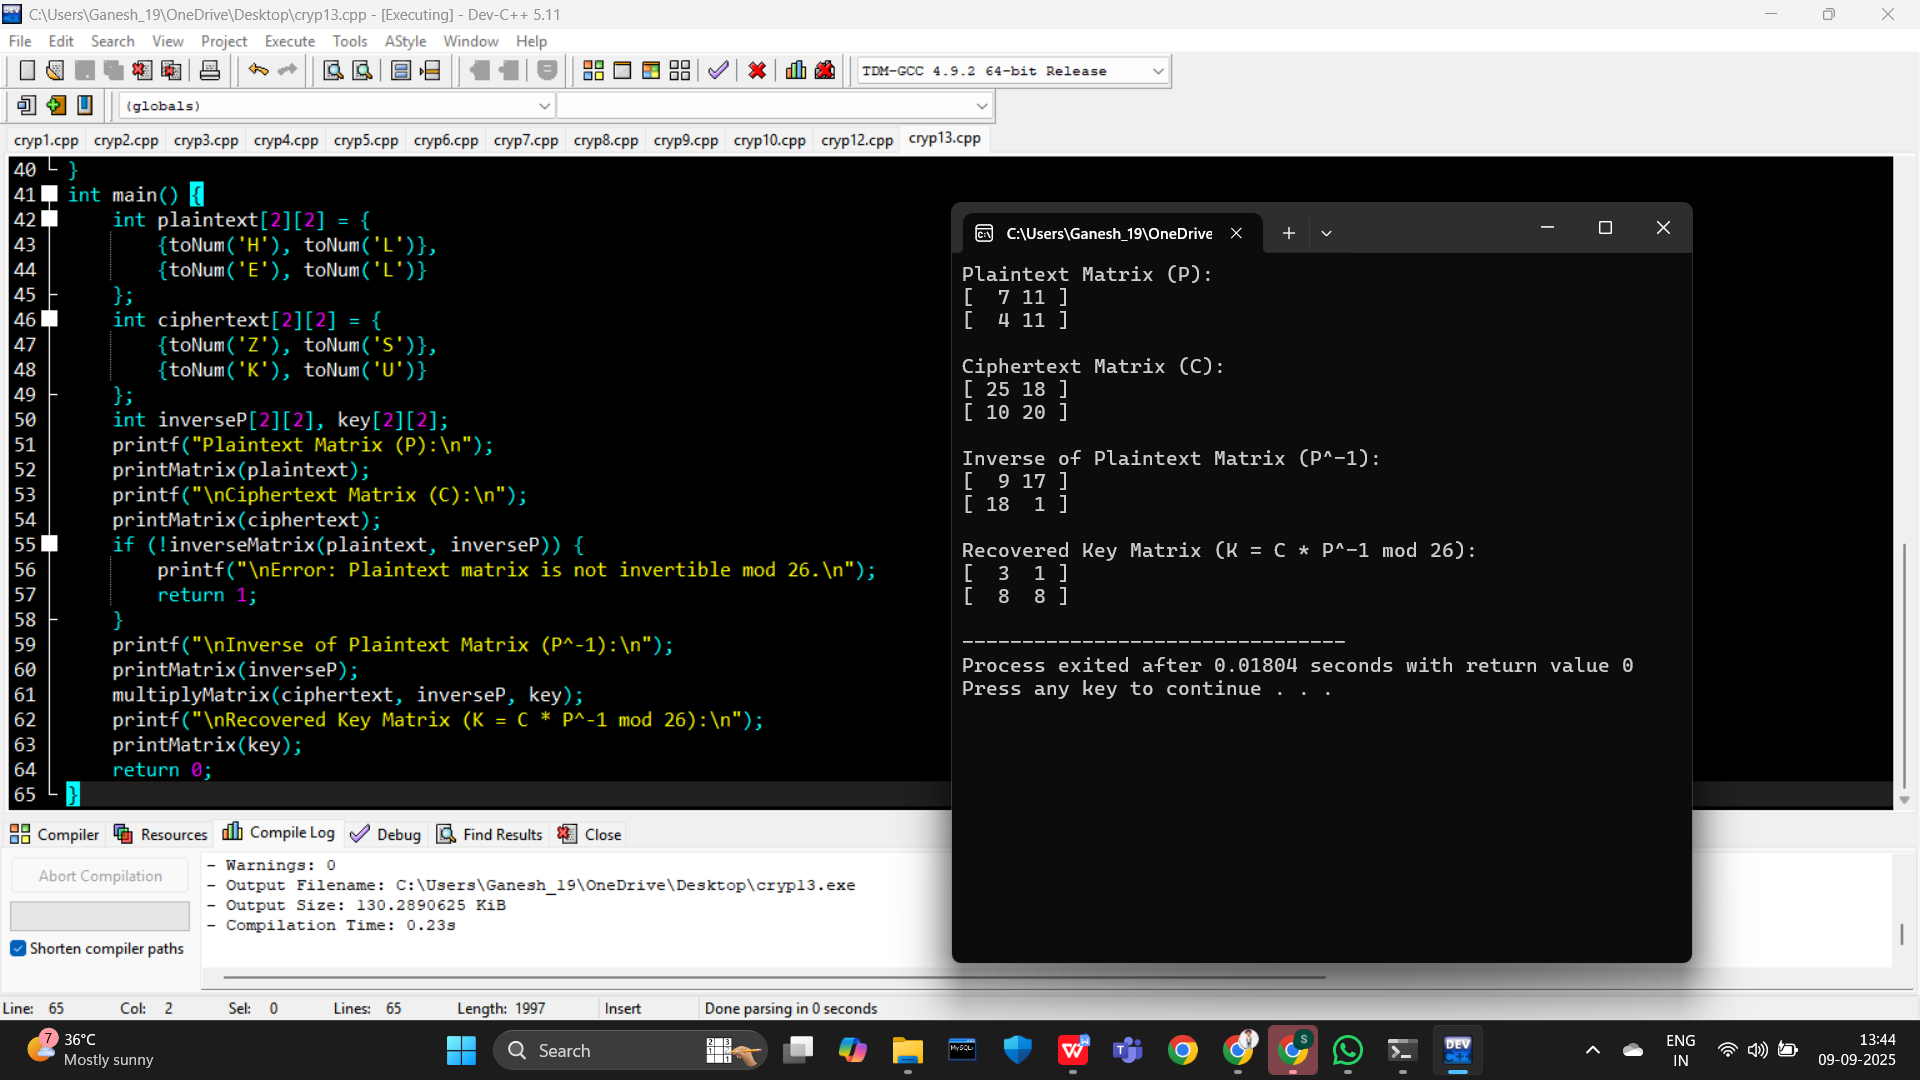 C:\Users\Ganesh_19\OneDrive\Desktop\cryp13.cpp - [Executing] - Dev-C++ 5.11
File Edit Search View Project Execute Tools AStyle Window Help
TDM-GCC 4.9.2 64-bit Release
(globals)
cryp1.cpp cryp2.cpp cryp3.cpp cryp4.cpp cryp5.cpp cryp6.cpp cryp7.cpp cryp8.cpp cryp9.cpp cryp10.cpp cryp12.cpp cryp13.cpp
40 }
41 int main() {
42 int plaintext[2][2] = {
43 {toNum('H'), toNum('L')},
44 {toNum('E'), toNum('L')}
45 };
46 int ciphertext[2][2] = {
47 {toNum('Z'), toNum('S')},
48 {toNum('K'), toNum('U')}
49 };
50 int inverseP[2][2], key[2][2];
51 printf("Plaintext Matrix (P):\n");
52 printMatrix(plaintext);
53 printf("\nCiphertext Matrix (C):\n");
54 printMatrix(ciphertext);
55 if (!inverseMatrix(plaintext, inverseP)) {
56 printf("\nError: Plaintext matrix is not invertible mod 26.\n");
57 return 1;
58 }
59 printf("\nInverse of Plaintext Matrix (P^-1):\n");
60 printMatrix(inverseP);
61 multiplyMatrix(ciphertext, inverseP, key);
62 printf("\nRecovered Key Matrix (K = C * P^-1 mod 26):\n");
63 printMatrix(key);
64 return 0;
65 }
C:\Users\Ganesh_19\OneDrive
Plaintext Matrix (P):
[  7 11 ]
[  4 11 ]
Ciphertext Matrix (C):
[ 25 18 ]
[ 10 20 ]
Inverse of Plaintext Matrix (P^-1):
[  9 17 ]
[ 18  1 ]
Recovered Key Matrix (K = C * P^-1 mod 26):
[  3  1 ]
[  8  8 ]
--------------------------------
Process exited after 0.01804 seconds with return value 0
Press any key to continue . . .
Compiler Resources Compile Log Debug Find Results Close
Abort Compilation
Shorten compiler paths
- Warnings: 0
- Output Filename: C:\Users\Ganesh_19\OneDrive\Desktop\cryp13.exe
- Output Size: 130.2890625 KiB
- Compilation Time: 0.23s
Line: 65 Col: 2 Sel: 0 Lines: 65 Length: 1997 Insert Done parsing in 0 seconds
7
36°C
Mostly sunny
Search
MySQL
DEV C++
ENG
IN
13:44
09-09-2025